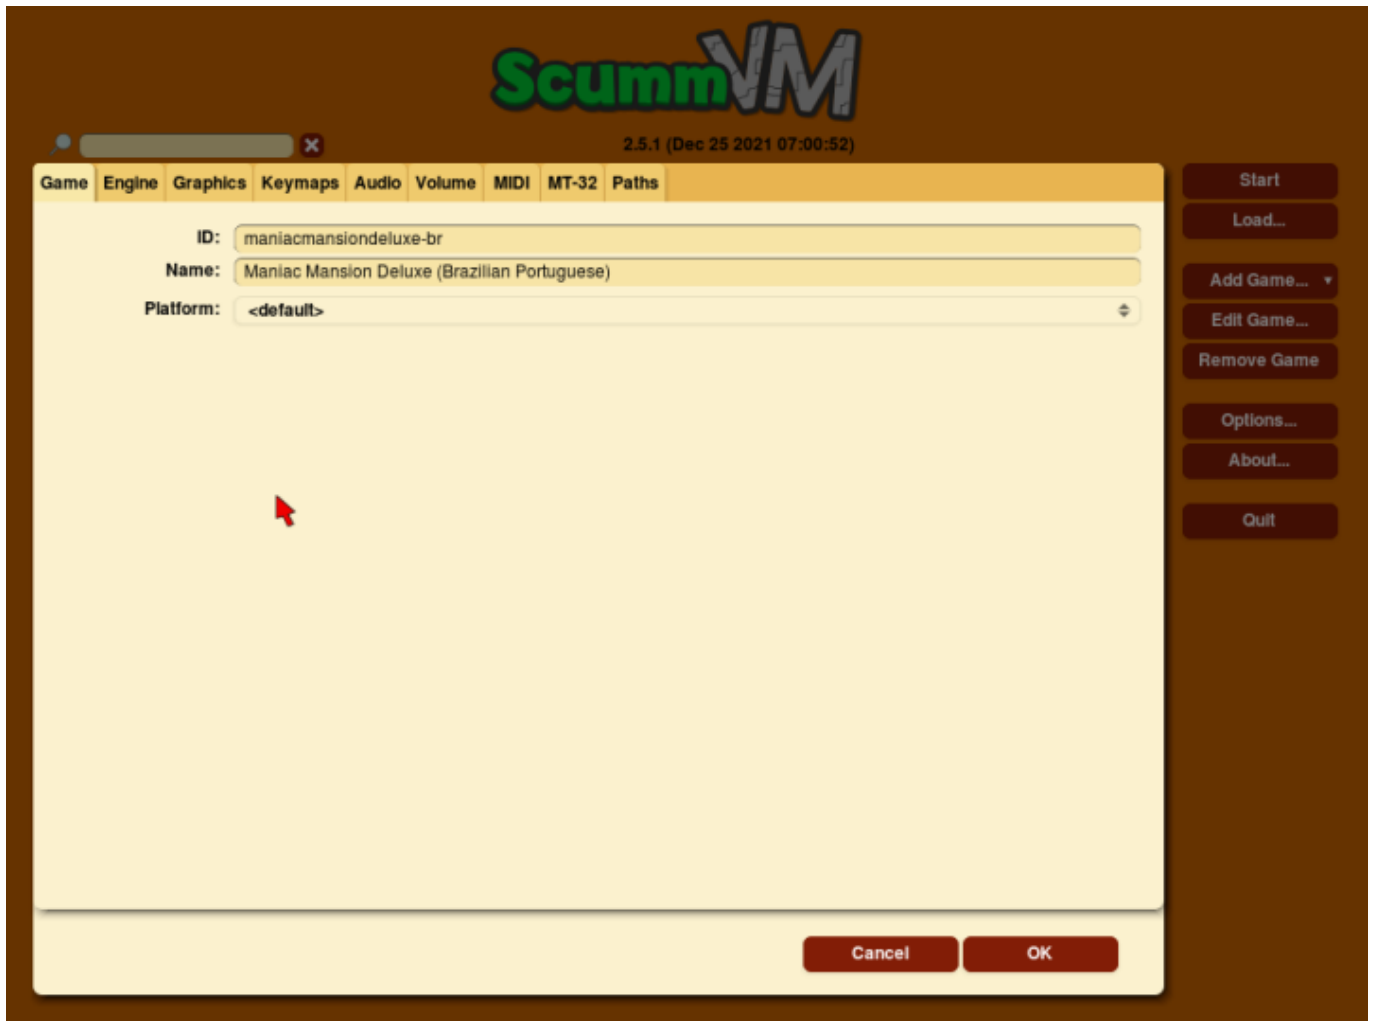 ScummVM
2.5.1 (Dec 25 2021 07:00:52)
Game Engine Graphics Keymaps Audio Volume MIDI MT-32 Paths
ID: maniacmansiondeluxe-br
Name: Maniac Mansion Deluxe (Brazilian Portuguese)
Platform: <default>
Cancel OK
Start
Load...
Add Game...
Edit Game...
Remove Game
Options...
About...
Quit